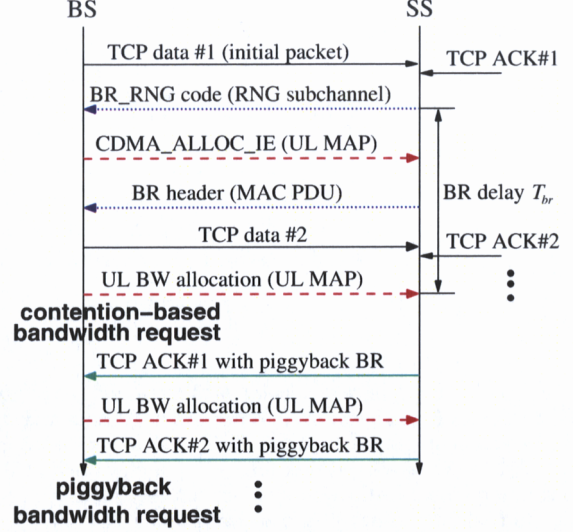 BS SS
TCP data #1 (initial packet)
TCP ACK#1
BR_RNG code (RNG subchannel)
CDMA_ALLOC_IE (UL MAP)
BR header (MAC PDU)
BR delay Tbr
TCP data #2
TCP ACK#2
UL BW allocation (UL MAP)
contention-based
bandwidth request
TCP ACK#1 with piggyback BR
UL BW allocation (UL MAP)
TCP ACK#2 with piggyback BR
piggyback
bandwidth request